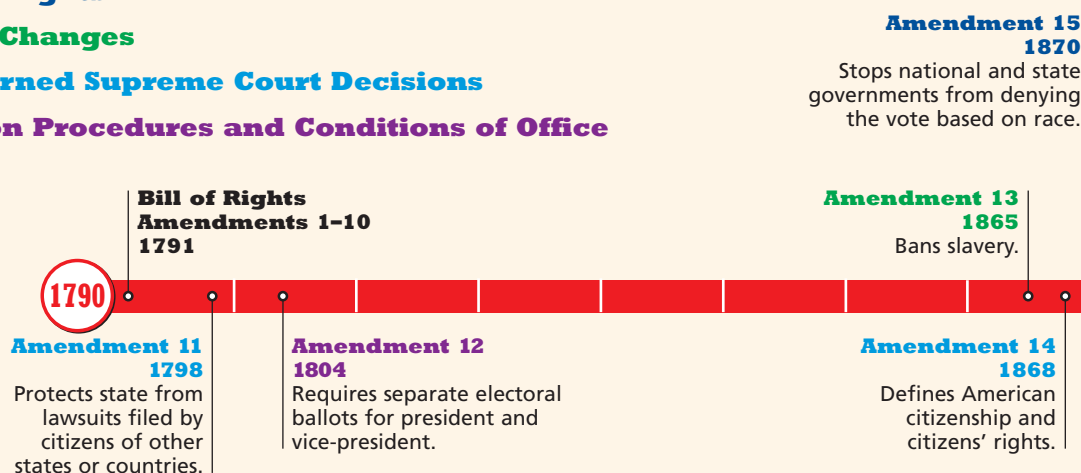 Changes
Supreme Court Decisions
Procedures and Conditions of Office
Amendment 15
1870
Stops national and state
governments from denying
the vote based on race.
Bill of Rights
Amendments 1–10
1791
Amendment 13
1865
Bans slavery.
1790
Amendment 11
1798
Protects state from
lawsuits filed by
citizens of other
states or countries.
Amendment 12
1804
Requires separate electoral
ballots for president and
vice-president.
Amendment 14
1868
Defines American
citizenship and
citizens’ rights.